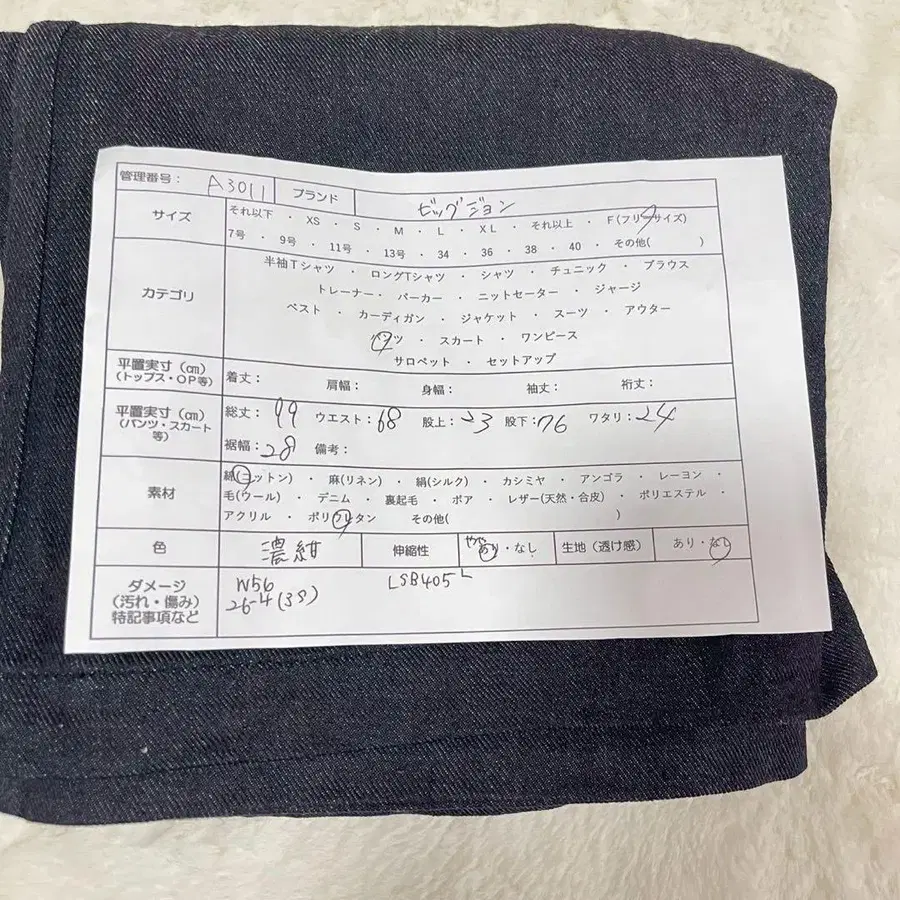 管理番号： A3011 ブランド ビッグジョン
サイズ
それ以下 ・ XS ・ S ・ M ・ L ・ XL ・ それ以上 ・ F(フリーサイズ)
7号 ・ 9号 ・ 11号 ・ 13号 ・ 34 ・ 36 ・ 38 ・ 40 ・ その他( )
カテゴリ
半袖Tシャツ ・ ロングTシャツ ・ シャツ ・ チュニック ・ ブラウス
トレーナー・ パーカー ・ ニットセーター ・ ジャージ
ベスト ・ カーディガン ・ ジャケット ・ スーツ ・ アウター
パンツ ・ スカート ・ ワンピース
サロペット ・ セットアップ
平置実寸（㎝）
（トップス・OP等）
着丈： 肩幅： 身幅： 袖丈： 裄丈：
平置実寸（㎝）
（パンツ・スカート
等）
総丈：99 ウエスト：68 股上：23 股下：76 ワタリ：24
裾幅：28 備考：
素材
綿(コットン) ・ 麻(リネン) ・ 絹(シルク) ・ カシミヤ ・ アンゴラ ・ レーヨン ・
毛(ウール) ・ デニム ・ 裏起毛 ・ ボア ・ レザー(天然・合皮) ・ ポリエステル ・
アクリル ・ ポリウレタン その他( )
色 濃紺 伸縮性 やや あり・なし 生地（透け感） あり・なし
ダメージ
（汚れ・傷み）
特記事項など
W56 LSB405L
26-4(3S)